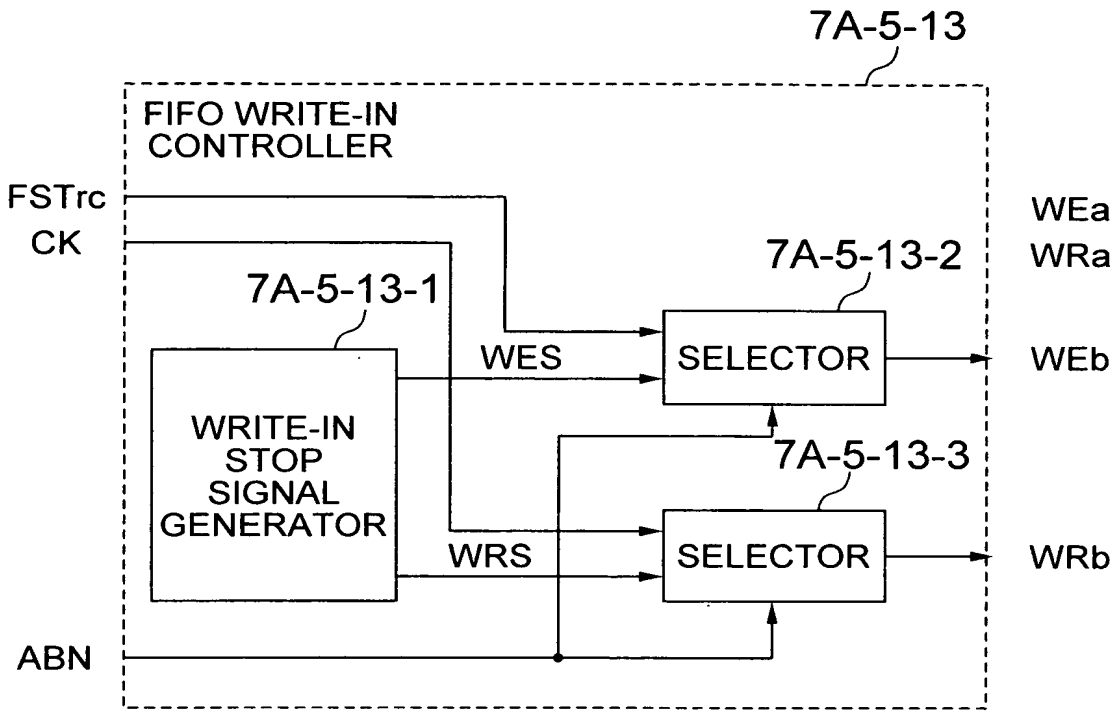 7A-5-13
FIFO WRITE-IN
CONTROLLER
FSTrc
WEa
CK
WRa
7A-5-13-2
7A-5-13-1
WES
SELECTOR
WEb
WRITE-IN
STOP
SIGNAL
GENERATOR
7A-5-13-3
WRS
SELECTOR
WRb
ABN